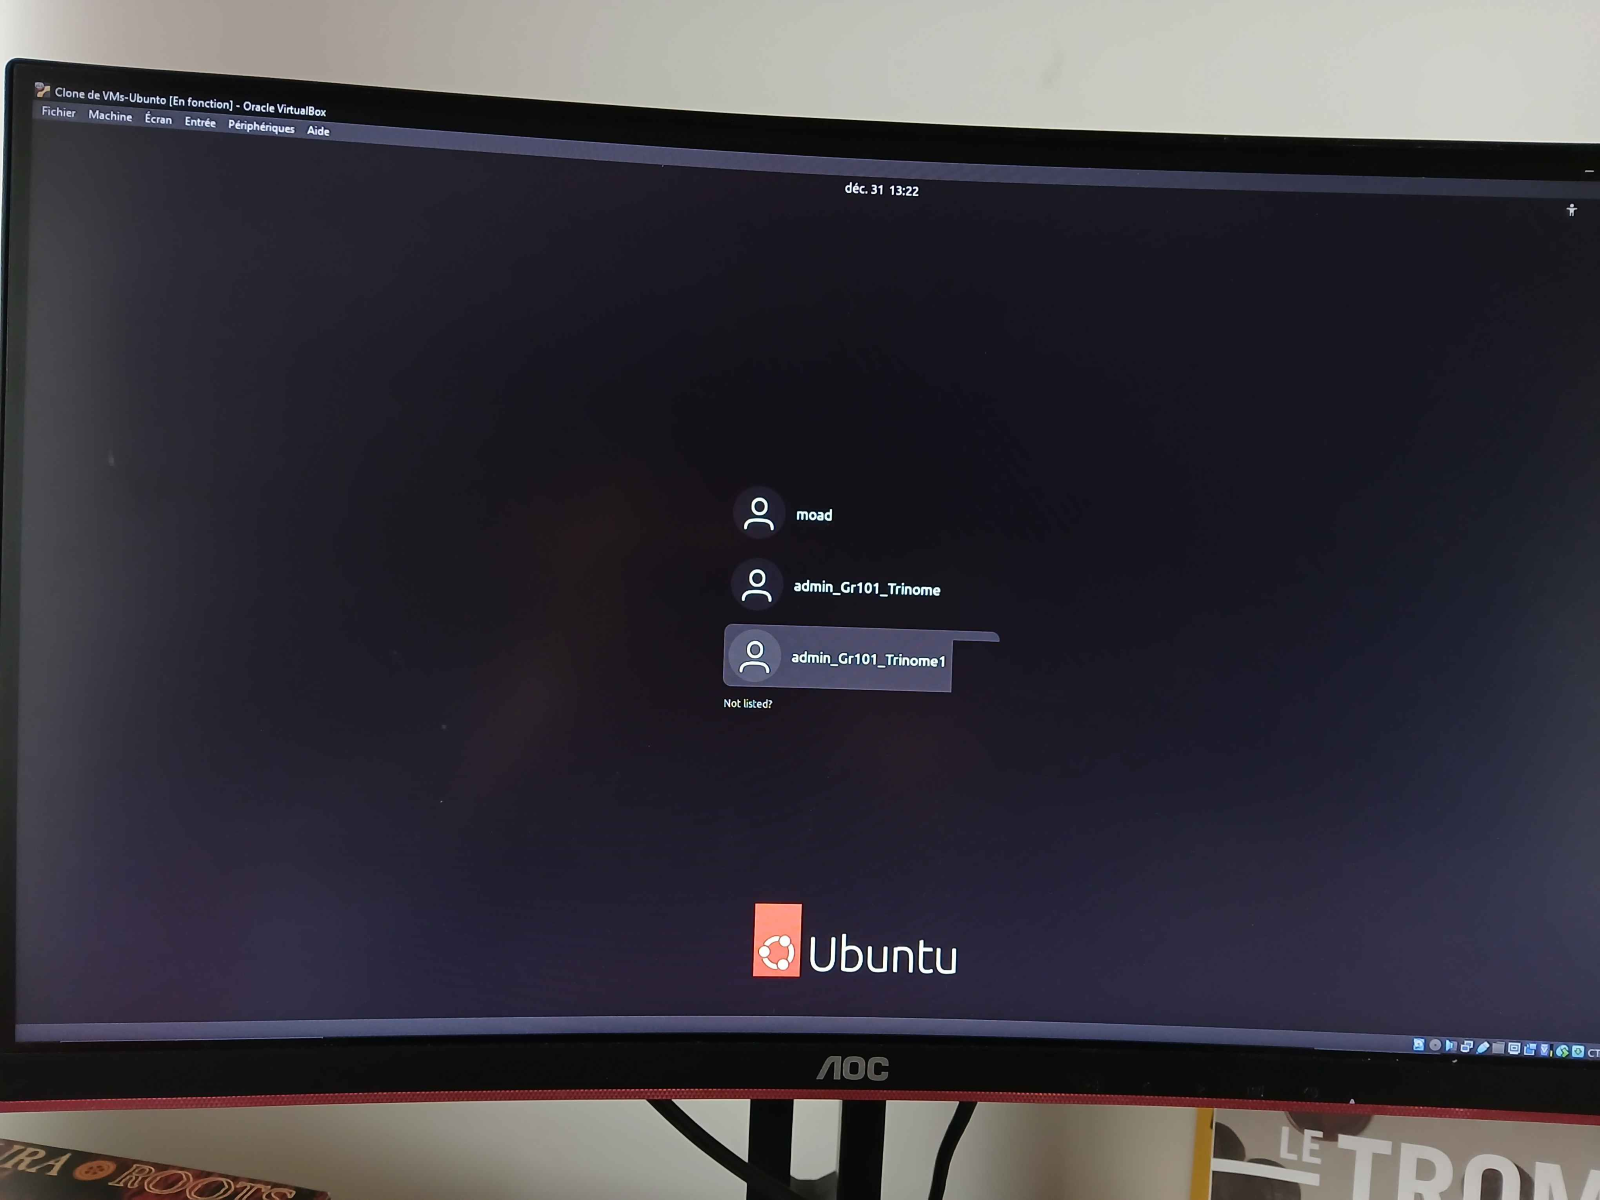 Clone de VMs-Ubunto [En fonction] - Oracle VirtualBox
Fichier Machine Écran Entrée Périphériques Aide
déc. 31 13:22
moad
admin_Gr101_Trinome
admin_Gr101_Trinome1
Not listed?
Ubuntu
AOC
ROOTS
LE